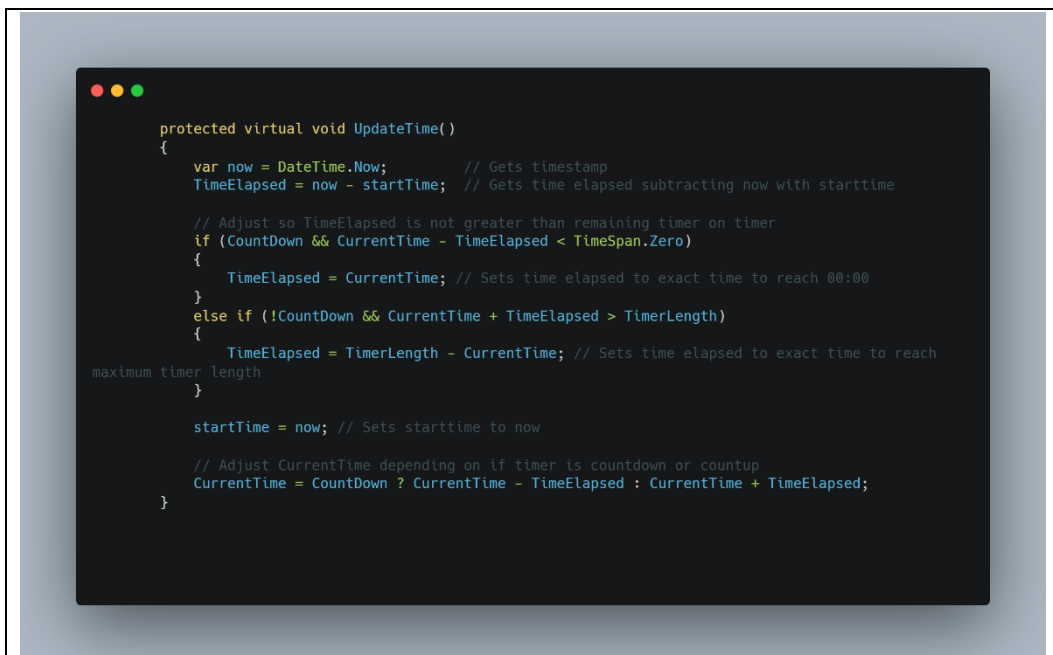 protected virtual void UpdateTime()
{
var now = DateTime.Now; // Gets timestamp
TimeElapsed = now - startTime; // Gets time elapsed subtracting now with starttime
// Adjust so TimeElapsed is not greater than remaining timer on timer
if (CountDown && CurrentTime - TimeElapsed < TimeSpan.Zero)
{
TimeElapsed = CurrentTime; // Sets time elapsed to exact time to reach 00:00
}
else if (!CountDown && CurrentTime + TimeElapsed > TimerLength)
{
TimeElapsed = TimerLength - CurrentTime; // Sets time elapsed to exact time to reach
maximum timer length
}
startTime = now; // Sets starttime to now
// Adjust CurrentTime depending on if timer is countdown or countup
CurrentTime = CountDown ? CurrentTime - TimeElapsed : CurrentTime + TimeElapsed;
}